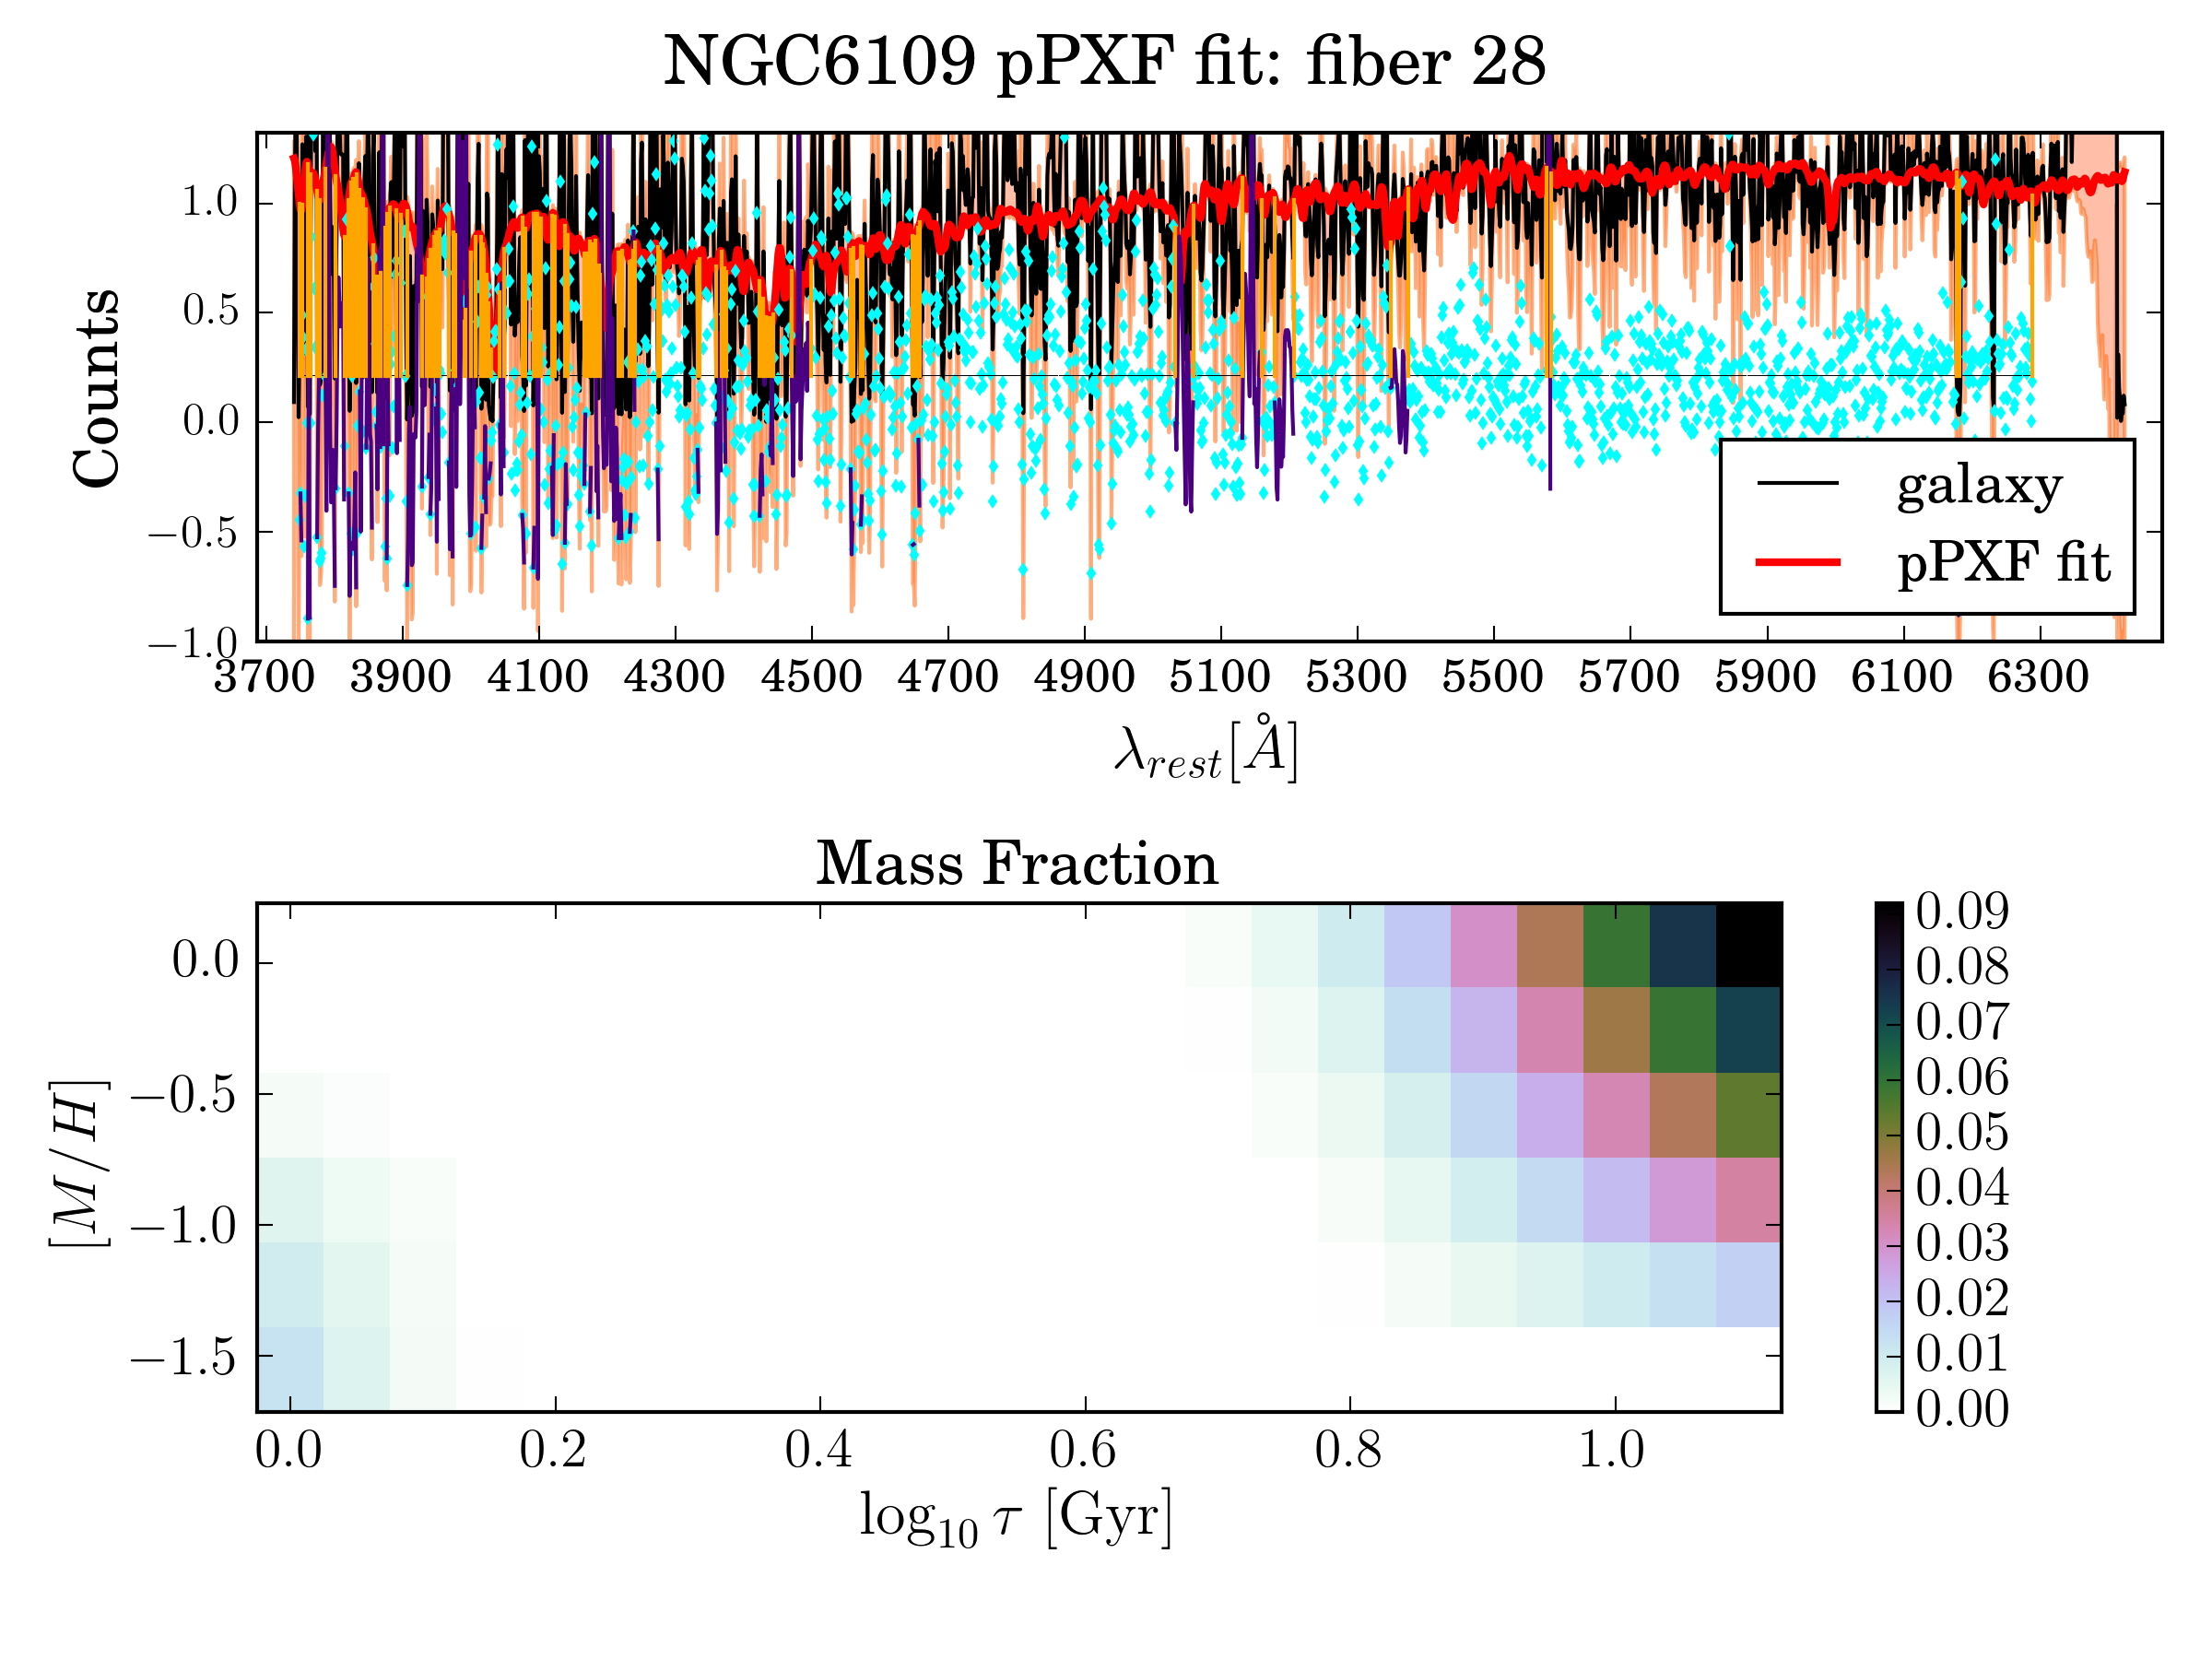 NGC6109 pPXF fit: fiber 28
Counts
1.0
0.5
0.0
−0.5
−1.0
galaxy
pPXF fit
3700 3900 4100 4300 4500 4700 4900 5100 5300 5500 5700 5900 6100 6300
λrest[Å]
Mass Fraction
[M/H]
0.0
−0.5
−1.0
−1.5
0.09
0.08
0.07
0.06
0.05
0.04
0.03
0.02
0.01
0.00
0.0 0.2 0.4 0.6 0.8 1.0
log10 τ [Gyr]